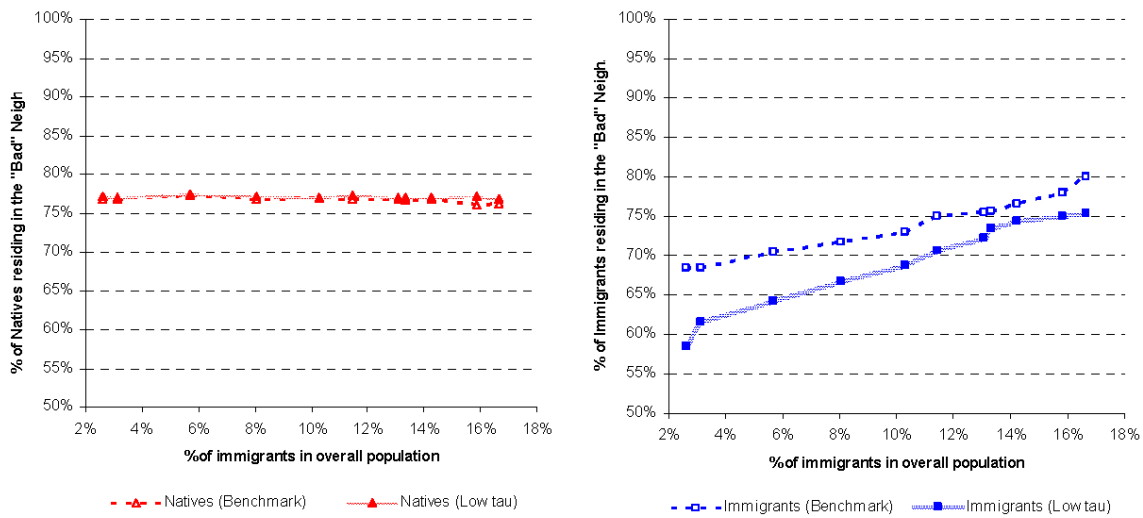 100%
95%
90%
85%
80%
75%
70%
65%
60%
55%
50%
% of Natives residing in the "Bad" Neigh
2% 4% 6% 8% 10% 12% 14% 16% 18%
% of immigrants in overall population
Natives (Benchmark) Natives (Low tau)
100%
95%
90%
85%
80%
75%
70%
65%
60%
55%
50%
% of Immigrants residing in the "Bad" Neigh.
2% 4% 6% 8% 10% 12% 14% 16% 18%
% of immigrants in overall population
Immigrants (Benchmark) Immigrants (Low tau)